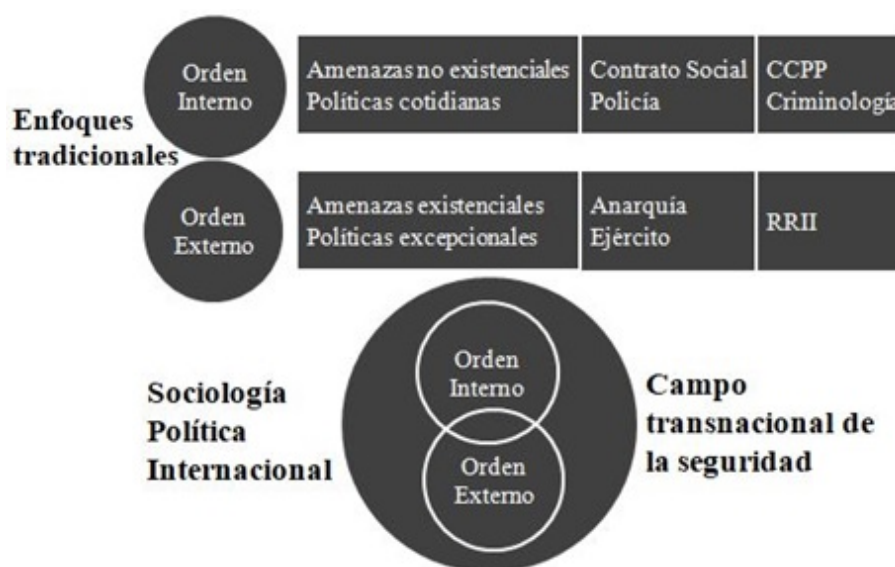 Enfoques
tradicionales
Orden
Interno
Amenazas no existenciales
Políticas cotidianas
Contrato Social
Policía
CCPP
Criminología
Orden
Externo
Amenazas existenciales
Políticas excepcionales
Anarquía
Ejército
RRII
Sociología
Política
Internacional
Orden
Interno
Orden
Externo
Campo
transnacional de
la seguridad